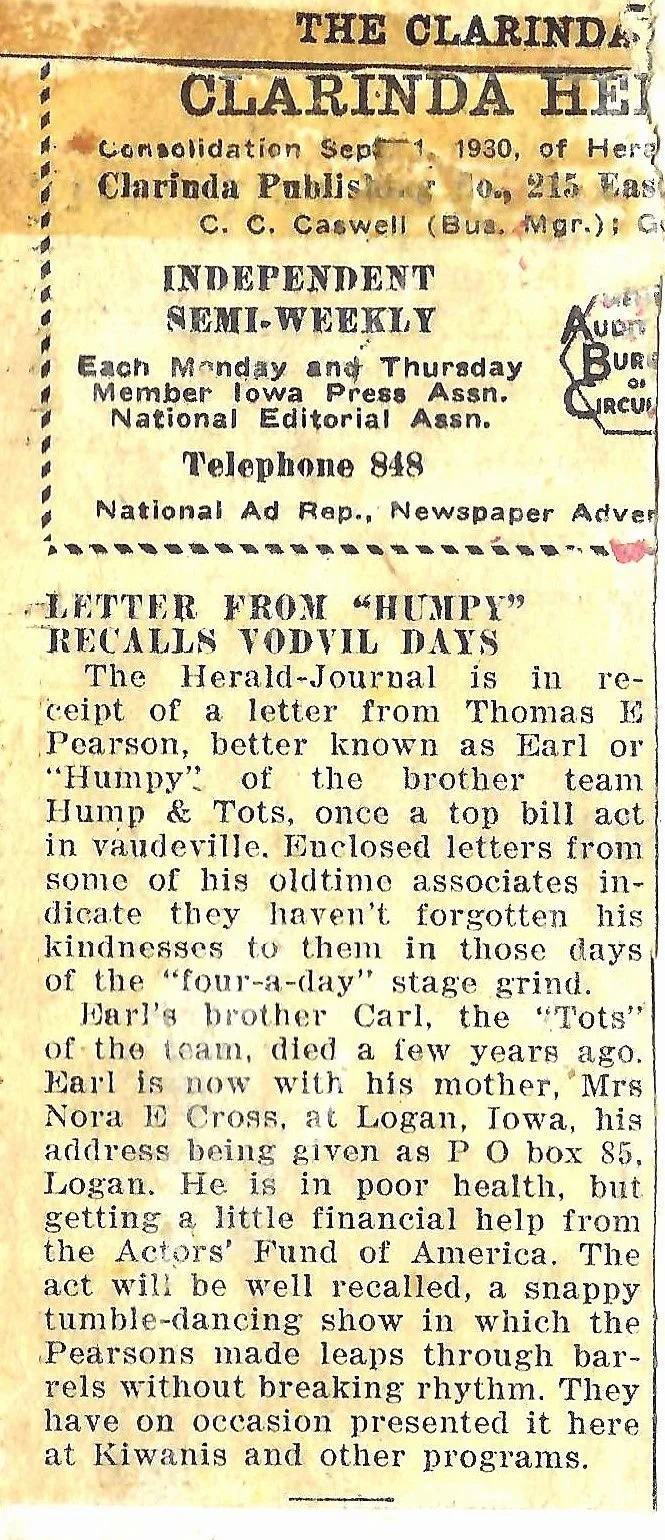 THE CLARINDA
CLARINDA HE
Consolidation Sept 1, 1930, of Hera
Clarinda Publishing Co., 215 Eas
C. C. Caswell (Bus. Mgr.); G
INDEPENDENT
SEMI-WEEKLY
Each Monday and Thursday
Member Iowa Press Assn.
National Editorial Assn.
Telephone 848
National Ad Rep., Newspaper Adver
AUDIT
BUR
OF
CIRCU
LETTER FROM "HUMPY"
RECALLS VODVIL DAYS
The Herald-Journal is in re-
ceipt of a letter from Thomas E
Pearson, better known as Earl or
"Humpy" of the brother team
Hump & Tots, once a top bill act
in vaudeville. Enclosed letters from
some of his oldtime associates in-
dicate they haven't forgotten his
kindnesses to them in those days
of the "four-a-day" stage grind.
Earl's brother Carl, the "Tots"
of the team, died a few years ago.
Earl is now with his mother, Mrs
Nora E Cross, at Logan, Iowa, his
address being given as P O box 85,
Logan. He is in poor health, but
getting a little financial help from
the Actors' Fund of America. The
act will be well recalled, a snappy
tumble-dancing show in which the
Pearsons made leaps through bar-
rels without breaking rhythm. They
have on occasion presented it here
at Kiwanis and other programs.